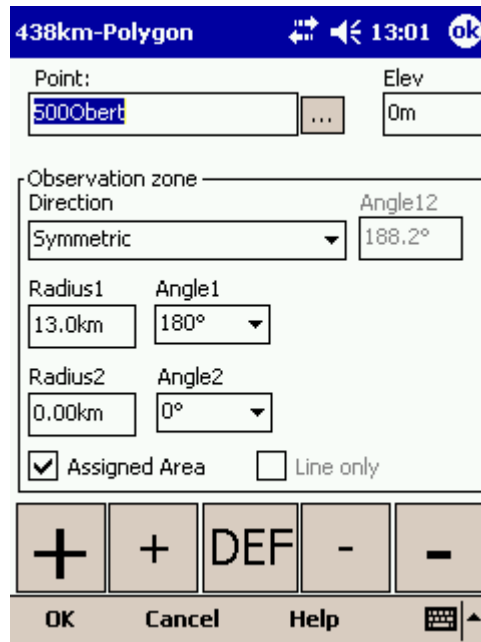 438km-Polygon 13:01 ok
Point: Elev
500Obert ... 0m
Observation zone
Direction Angle12
Symmetric 188.2°
Radius1 Angle1
13.0km 180°
Radius2 Angle2
0.00km 0°
Assigned Area Line only
+ + DEF - -
OK Cancel Help